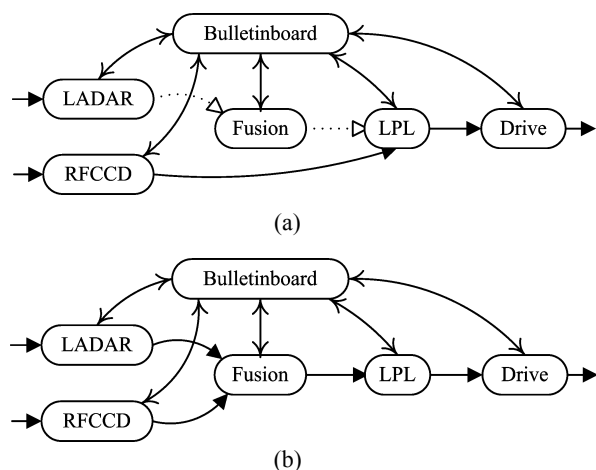 Bulletinboard
LADAR
Fusion
LPL
Drive
RFCCD
(a)
Bulletinboard
LADAR
Fusion
LPL
Drive
RFCCD
(b)